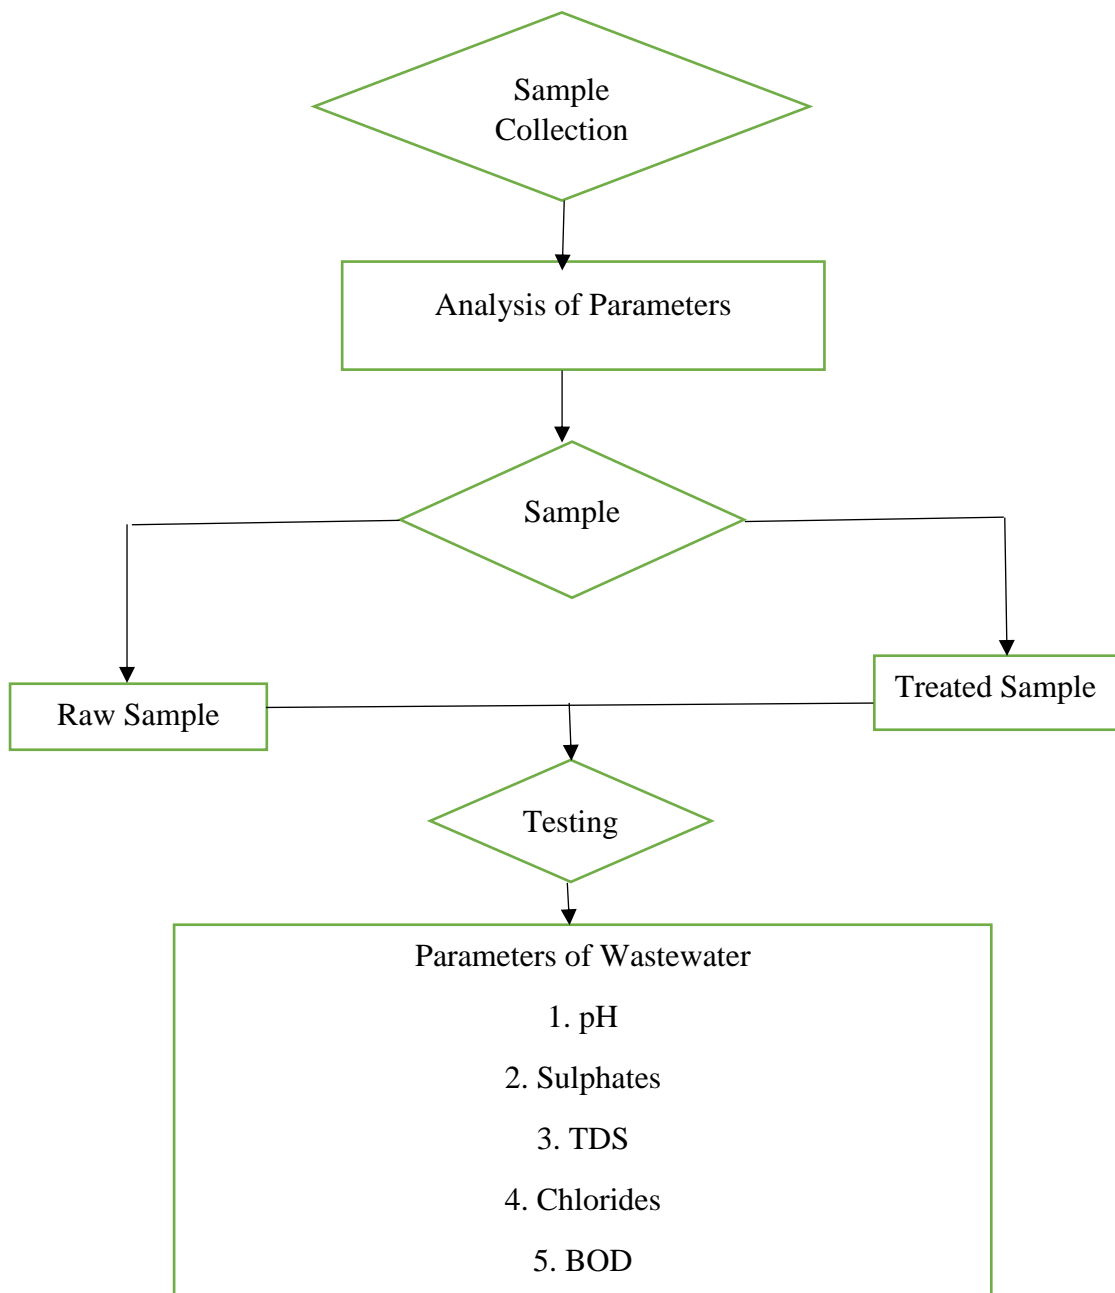 Sample
Collection
Analysis of Parameters
Sample
Raw Sample
Treated Sample
Testing
Parameters of Wastewater
1. pH
2. Sulphates
3. TDS
4. Chlorides
5. BOD